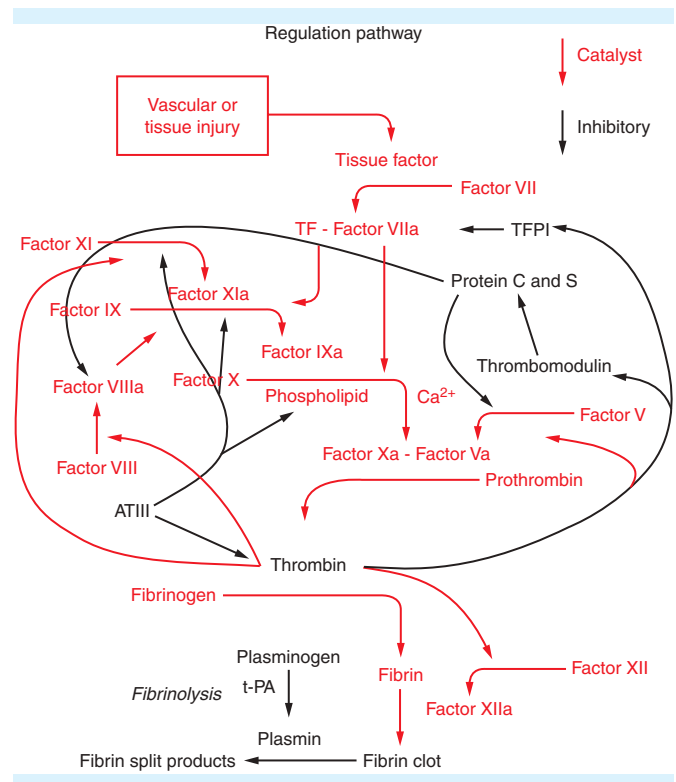 Regulation pathway
Catalyst
Vascular or
tissue injury
Inhibitory
Tissue factor
Factor VII
TF - Factor VIIa
TFPI
Factor XI
Protein C and S
Factor XIa
Factor IX
Factor IXa
Thrombomodulin
Factor X
Factor VIIIa
Phospholipid
Ca²⁺
Factor V
Factor Xa - Factor Va
Factor VIII
Prothrombin
ATIII
Thrombin
Fibrinogen
Plasminogen
Fibrin
Factor XII
Fibrinolysis
t-PA
Factor XIIa
Plasmin
Fibrin split products
Fibrin clot